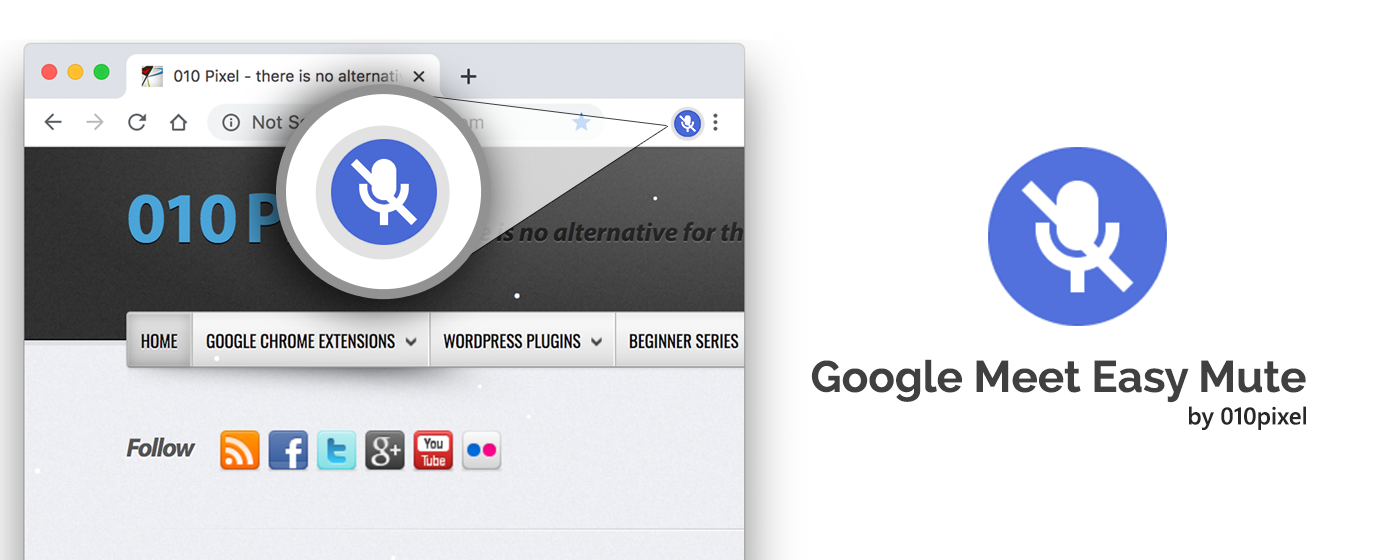 010 Pixel - there is no alternati
Not S
om
010 P
is no alternative for th
HOME
GOOGLE CHROME EXTENSIONS
WORDPRESS PLUGINS
BEGINNER SERIES
Follow
f
t
g+
You
Tube
Google Meet Easy Mute
by 010pixel